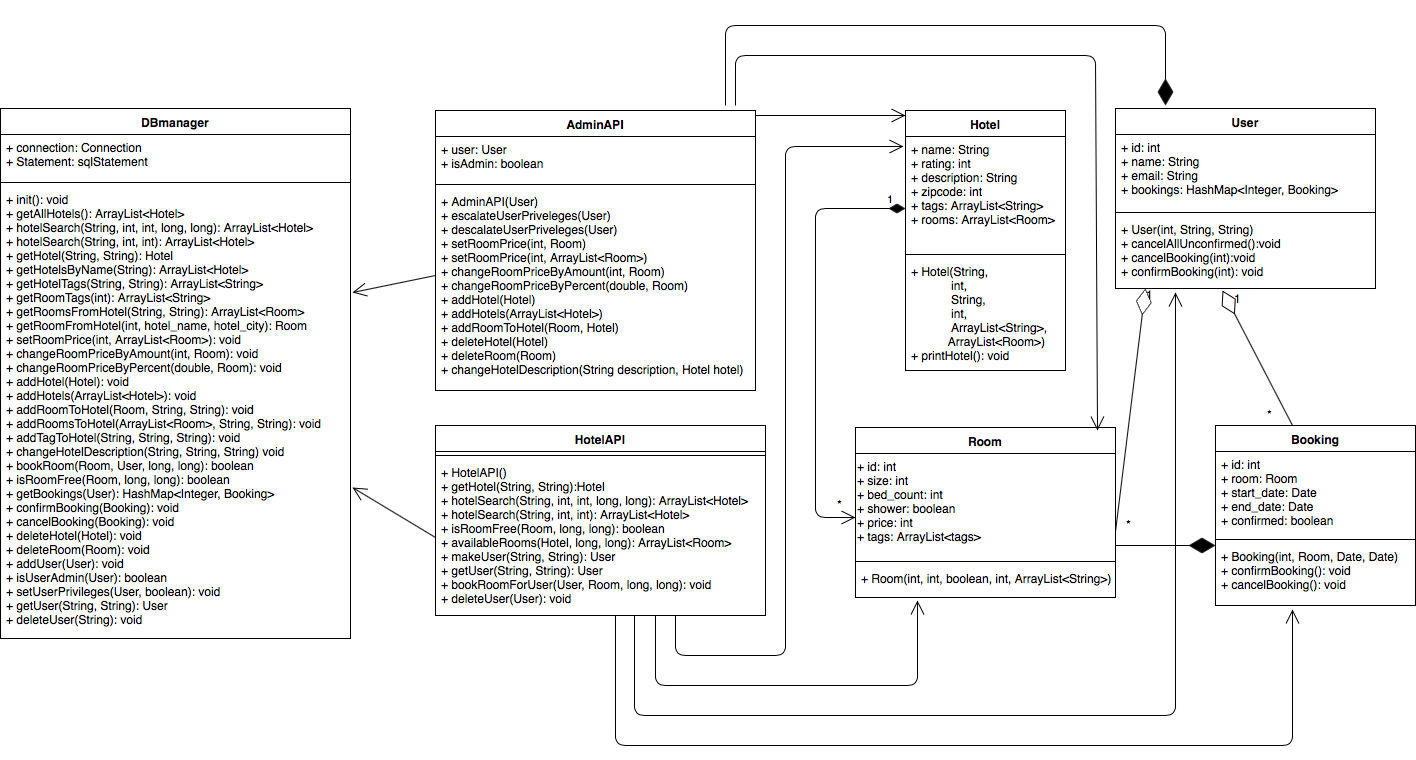 DBmanager
+ connection: Connection
+ Statement: sqlStatement
+ init(): void
+ getAllHotels(): ArrayList<Hotel>
+ hotelSearch(String, int, int, long, long): ArrayList<Hotel>
+ hotelSearch(String, int, int): ArrayList<Hotel>
+ getHotel(String, String): Hotel
+ getHotelsByName(String): ArrayList<Hotel>
+ getHotelTags(String, String): ArrayList<String>
+ getRoomTags(int): ArrayList<String>
+ getRoomsFromHotel(String, String): ArrayList<Room>
+ getRoomFromHotel(int, hotel_name, hotel_city): Room
+ setRoomPrice(int, ArrayList<Room>): void
+ changeRoomPriceByAmount(int, Room): void
+ changeRoomPriceByPercent(double, Room): void
+ addHotel(Hotel): void
+ addHotels(ArrayList<Hotel>): void
+ addRoomToHotel(Room, String, String): void
+ addRoomsToHotel(ArrayList<Room>, String, String): void
+ addTagToHotel(String, String, String): void
+ changeHotelDescription(String, String, String) void
+ bookRoom(Room, User, long, long): boolean
+ isRoomFree(Room, long, long): boolean
+ getBookings(User): HashMap<Integer, Booking>
+ confirmBooking(Booking): void
+ cancelBooking(Booking): void
+ deleteHotel(Hotel): void
+ deleteRoom(Room): void
+ addUser(User): void
+ isUserAdmin(User): boolean
+ setUserPrivileges(User, boolean): void
+ getUser(String, String): User
+ deleteUser(String): void
AdminAPI
+ user: User
+ isAdmin: boolean
+ AdminAPI(User)
+ escalateUserPriveleges(User)
+ descalateUserPriveleges(User)
+ setRoomPrice(int, Room)
+ setRoomPrice(int, ArrayList<Room>)
+ changeRoomPriceByAmount(int, Room)
+ changeRoomPriceByPercent(double, Room)
+ addHotel(Hotel)
+ addHotels(ArrayList<Hotel>)
+ addRoomToHotel(Room, Hotel)
+ deleteHotel(Hotel)
+ deleteRoom(Room)
+ changeHotelDescription(String description, Hotel hotel)
HotelAPI
+ HotelAPI()
+ getHotel(String, String):Hotel
+ hotelSearch(String, int, int, long, long): ArrayList<Hotel>
+ hotelSearch(String, int, int): ArrayList<Hotel>
+ isRoomFree(Room, long, long): boolean
+ availableRooms(Hotel, long, long): ArrayList<Room>
+ makeUser(String, String): User
+ getUser(String, String): User
+ bookRoomForUser(User, Room, long, long): void
+ deleteUser(User): void
Hotel
+ name: String
+ rating: int
+ description: String
+ zipcode: int
+ tags: ArrayList<String>
+ rooms: ArrayList<Room>
+ Hotel(String,
int,
String,
int,
ArrayList<String>,
ArrayList<Room>)
+ printHotel(): void
1
*
Room
+ id: int
+ size: int
+ bed_count: int
+ shower: boolean
+ price: int
+ tags: ArrayList<tags>
+ Room(int, int, boolean, int, ArrayList<String>)
User
+ id: int
+ name: String
+ email: String
+ bookings: HashMap<Integer, Booking>
+ User(int, String, String)
+ cancelAllUnconfirmed():void
+ cancelBooking(int):void
+ confirmBooking(int): void
1
1
*
*
Booking
+ id: int
+ room: Room
+ start_date: Date
+ end_date: Date
+ confirmed: boolean
+ Booking(int, Room, Date, Date)
+ confirmBooking(): void
+ cancelBooking(): void